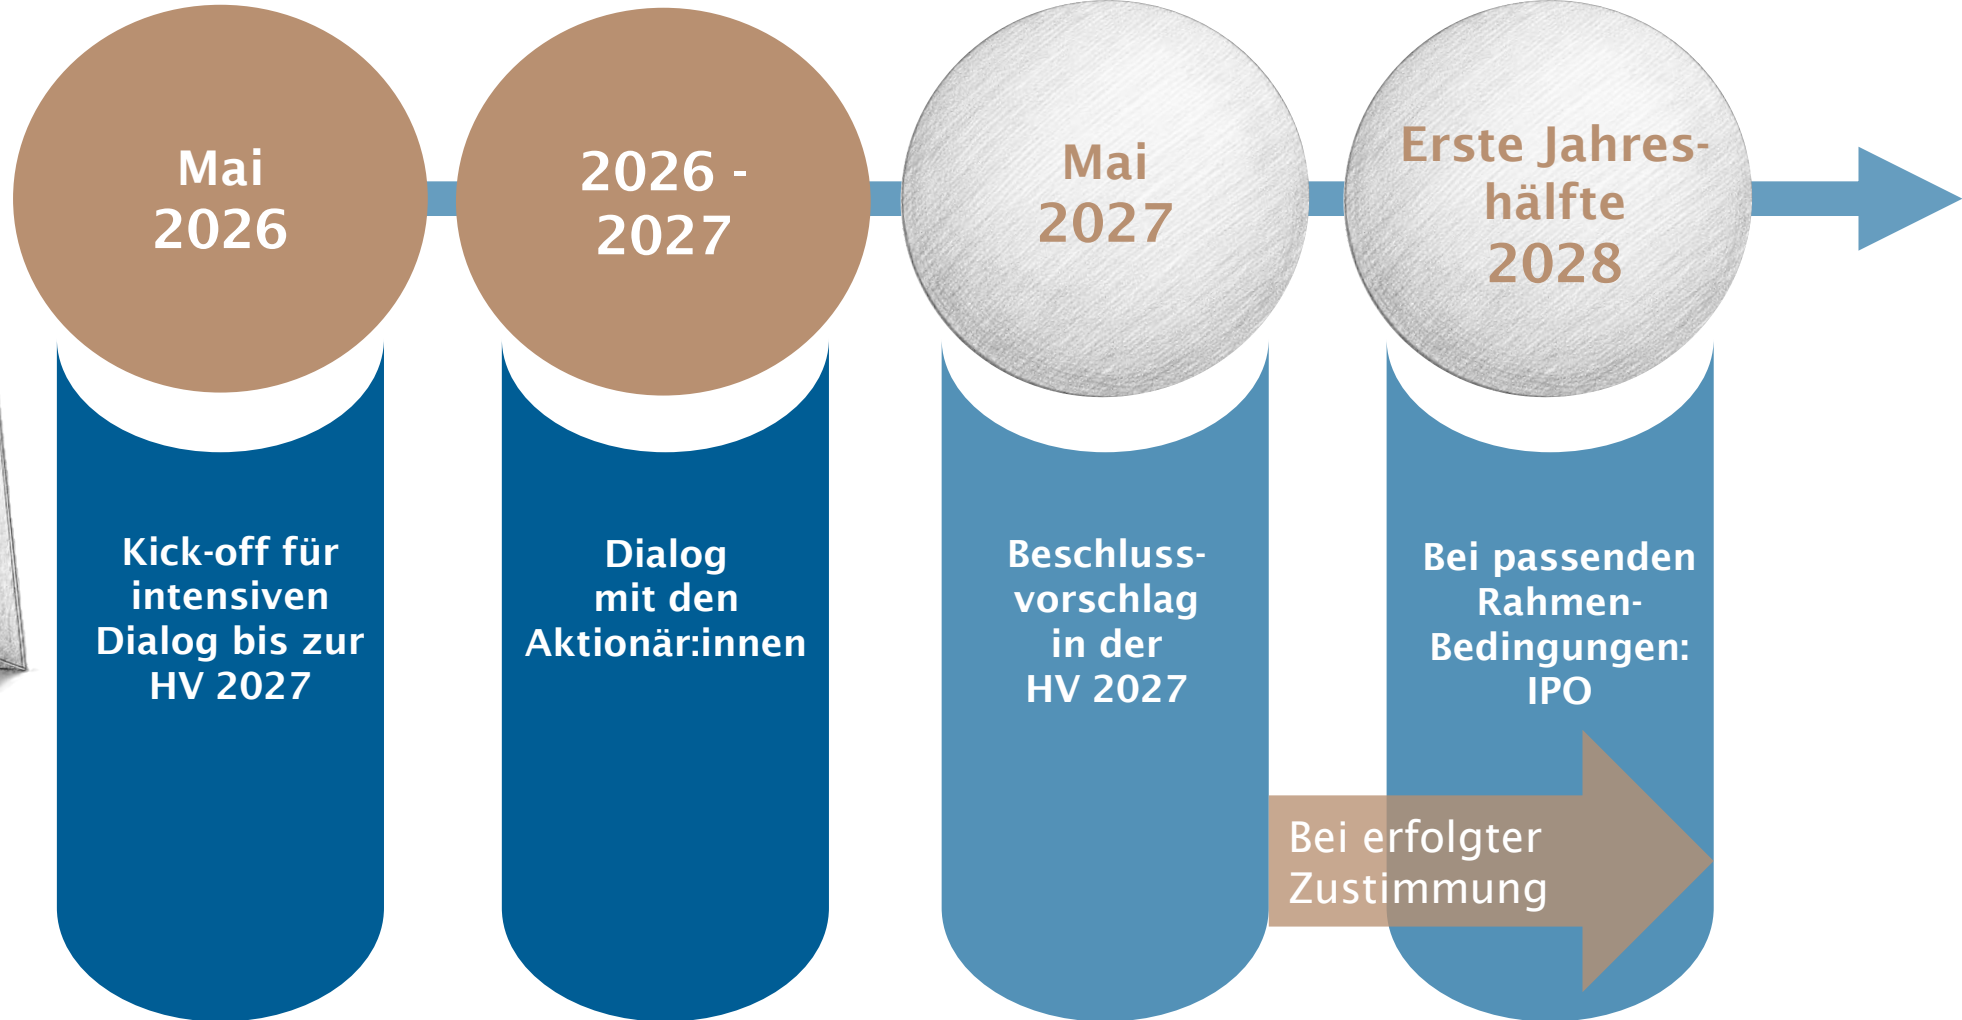 Mai
2026
2026 -
2027
Mai
2027
Erste Jahres-
hälfte
2028
Kick-off für
intensiven
Dialog bis zur
HV 2027
Dialog
mit den
Aktionär:innen
Beschluss-
vorschlag
in der
HV 2027
Bei passenden
Rahmen-
Bedingungen:
IPO
Bei erfolgter
Zustimmung